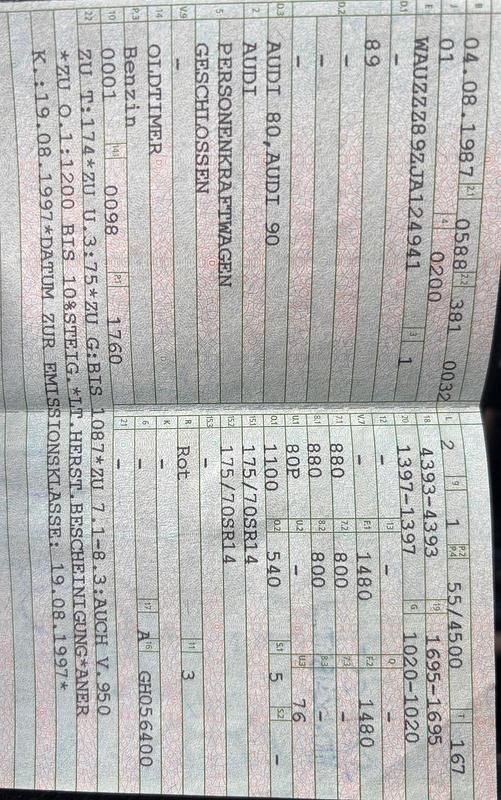 B 04.08.1987 2.1 0588 2.2 381 0032
J 01 4 0200
E WAUZZZ89ZJA124941 3 1
D.1 -
89
D.2 -
-
-
D.3 AUDI 80,AUDI 90
2 AUDI
5 PERSONENKRAFTWAGEN
GESCHLOSSEN
V.9 -
14 OLDTIMER
P.3 Benzin
10 0001 14.1 0098 P.1 1760
L 2 9 1 P.2 P.4 55/4500 T 167
18 4393-4393 19 1695-1695
20 1397-1397 G 1020-1020
12 - 13 - Q -
V.7 - F.1 1480 F.2 1480
7.1 880 7.2 800 7.3 -
8.1 880 8.2 800 8.3 -
U.1 80P U.2 - U.3 76
O.1 1100 O.2 540 S.1 5 S.2 -
15.1 175/70SR14
15.2 175/70SR14
15.3 -
R Rot 11 3
K -
6 - 17 A 16 GH056400
21 -
22 ZU T:174*ZU U.3:75*ZU G:BIS 1087*ZU 7.1-8.3:AUCH V.950
*ZU O.1:1200 BIS 10%STEIG.*LT.HERST.BESCHEINIGUNG*ANER
K.:19.08.1997*DATUM ZUR EMISSIONSKLASSE: 19.08.1997*